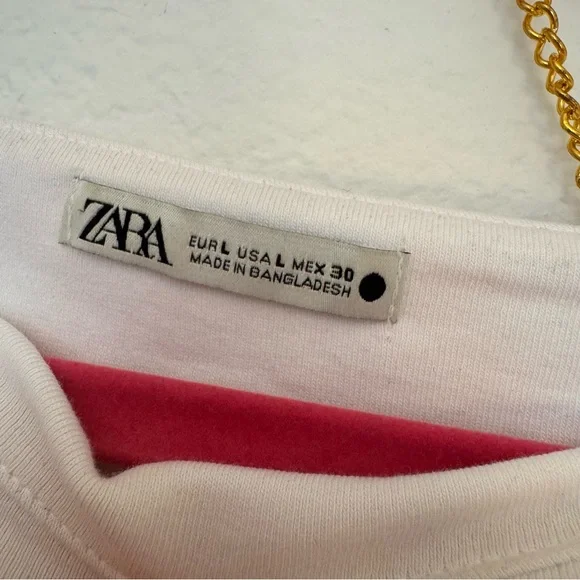 ZARA
EUR L USA L MEX 30
MADE IN BANGLADESH